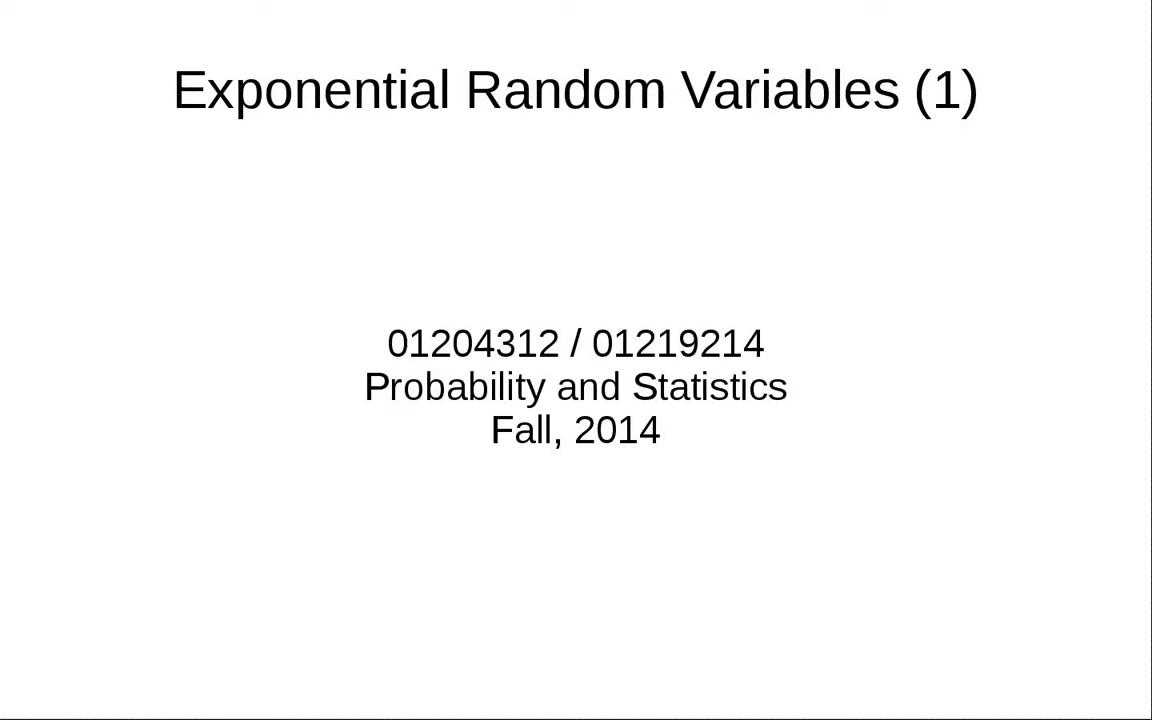 Exponential Random Variables (1)
01204312 / 01219214
Probability and Statistics
Fall, 2014